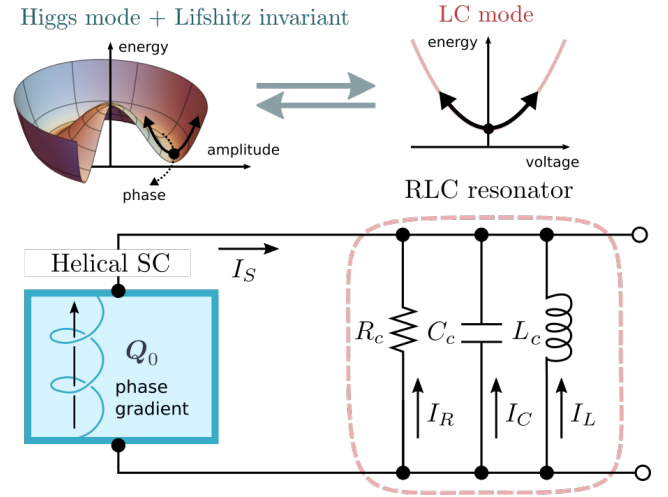 Higgs mode + Lifshitz invariant
LC mode
energy
amplitude
phase
energy
voltage
RLC resonator
Helical SC
I_S
Q_0
phase
gradient
R_c
C_c
L_c
I_R
I_C
I_L